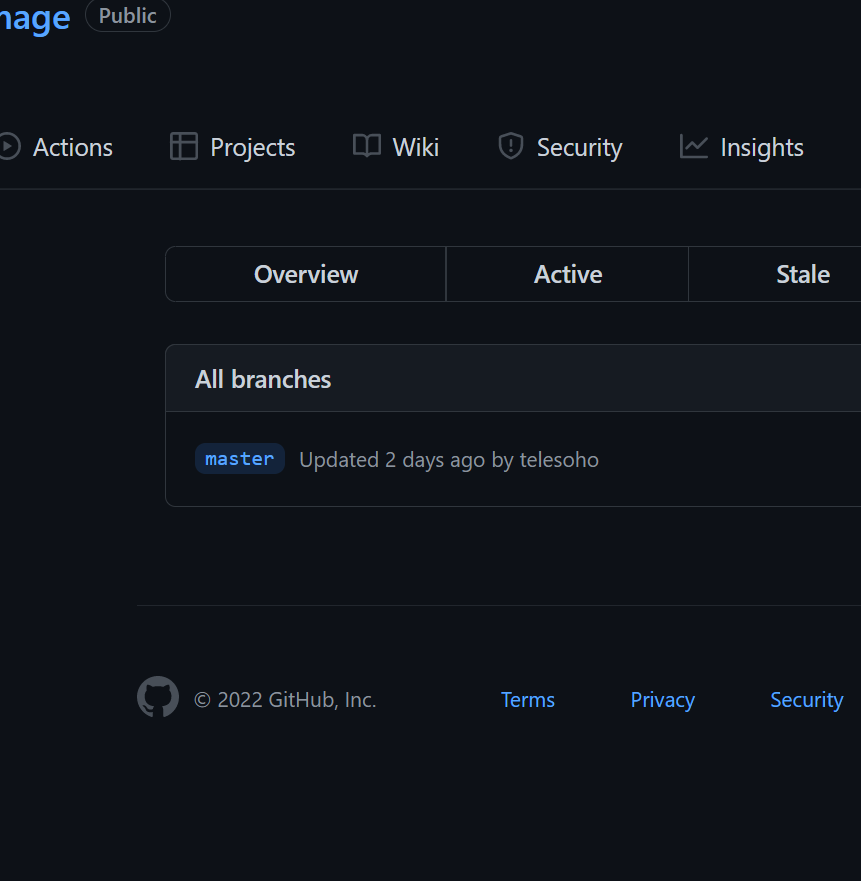 nage Public
Actions Projects Wiki Security Insights
Overview Active Stale
All branches
master Updated 2 days ago by telesoho
© 2022 GitHub, Inc. Terms Privacy Security